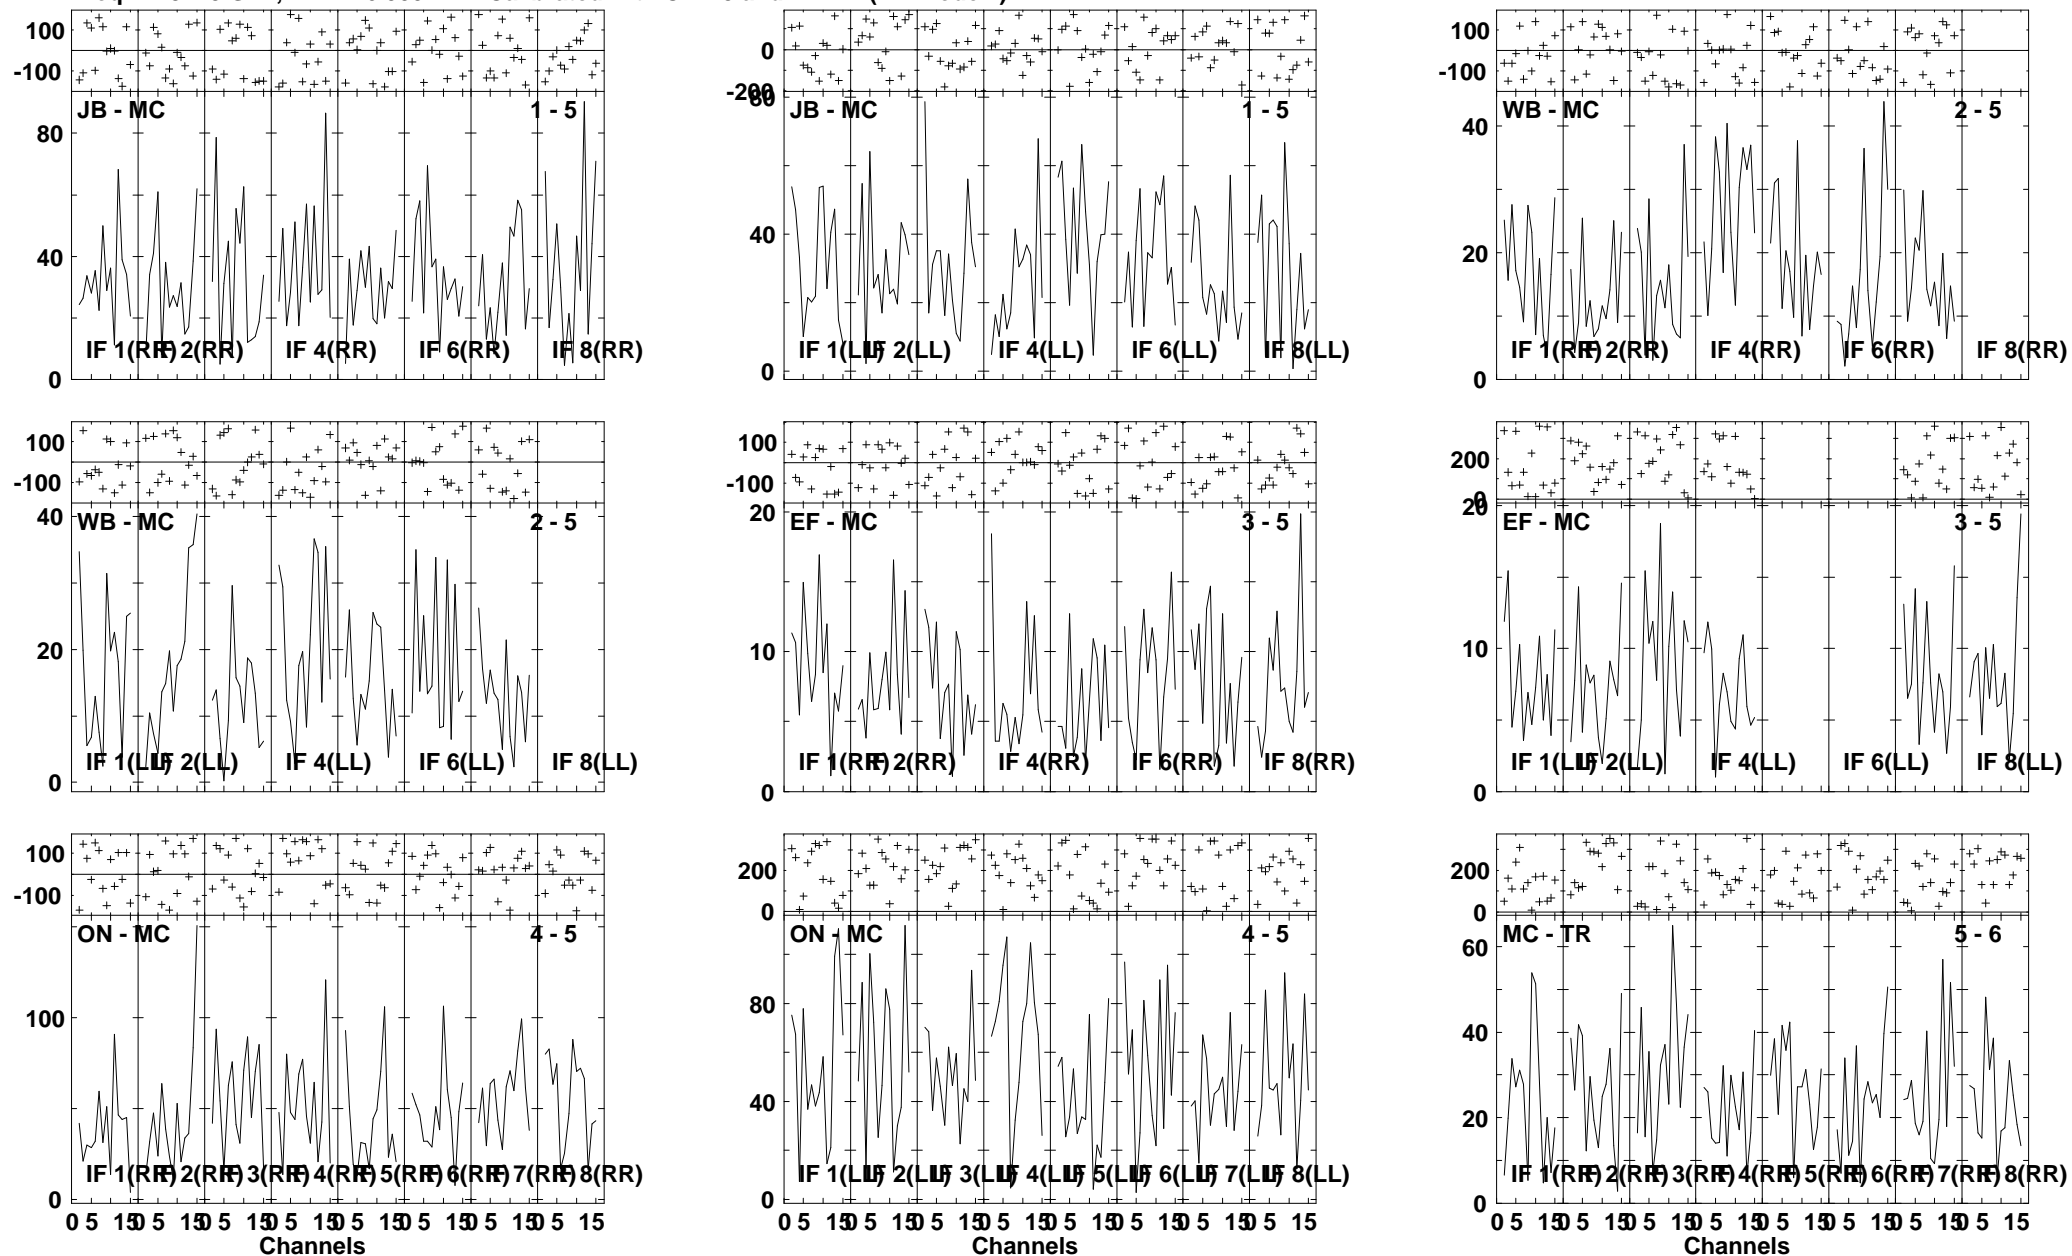 100
-100
JB - MC 1 - 5
80
40
0
IF 1(RR) IF 2(RR) IF 4(RR) IF 6(RR) IF 8(RR)
100
0
-200
80
JB - MC 1 - 5
40
0
IF 1(LL) IF 2(LL) IF 4(LL) IF 6(LL) IF 8(LL)
100
-100
WB - MC 2 - 5
40
20
0
IF 1(RR) IF 2(RR) IF 4(RR) IF 6(RR) IF 8(RR)
100
-100
40
WB - MC 2 - 5
20
0
IF 1(LL) IF 2(LL) IF 4(LL) IF 6(LL) IF 8(LL)
100
-100
20
EF - MC 3 - 5
10
0
IF 1(RR) IF 2(RR) IF 4(RR) IF 6(RR) IF 8(RR)
200
0
20
EF - MC 3 - 5
10
0
IF 1(LL) IF 2(LL) IF 4(LL) IF 6(LL) IF 8(LL)
100
-100
ON - MC 4 - 5
100
0
IF 1(RR) IF 2(RR) IF 3(RR) IF 4(RR) IF 5(RR) IF 6(RR) IF 7(RR) IF 8(RR)
0 5 15 0 5 15 0 5 15 0 5 15 0 5 15 0 5 15 0 5 15 0 5 15
Channels
200
0
ON - MC 4 - 5
80
40
0
IF 1(LL) IF 2(LL) IF 3(LL) IF 4(LL) IF 5(LL) IF 6(LL) IF 7(LL) IF 8(LL)
0 5 15 0 5 15 0 5 15 0 5 15 0 5 15 0 5 15 0 5 15 0 5 15
Channels
200
0
MC - TR 5 - 6
60
40
20
0
IF 1(RR) IF 2(RR) IF 3(RR) IF 4(RR) IF 5(RR) IF 6(RR) IF 7(RR) IF 8(RR)
0 5 15 0 5 15 0 5 15 0 5 15 0 5 15 0 5 15 0 5 15 0 5 15
Channels